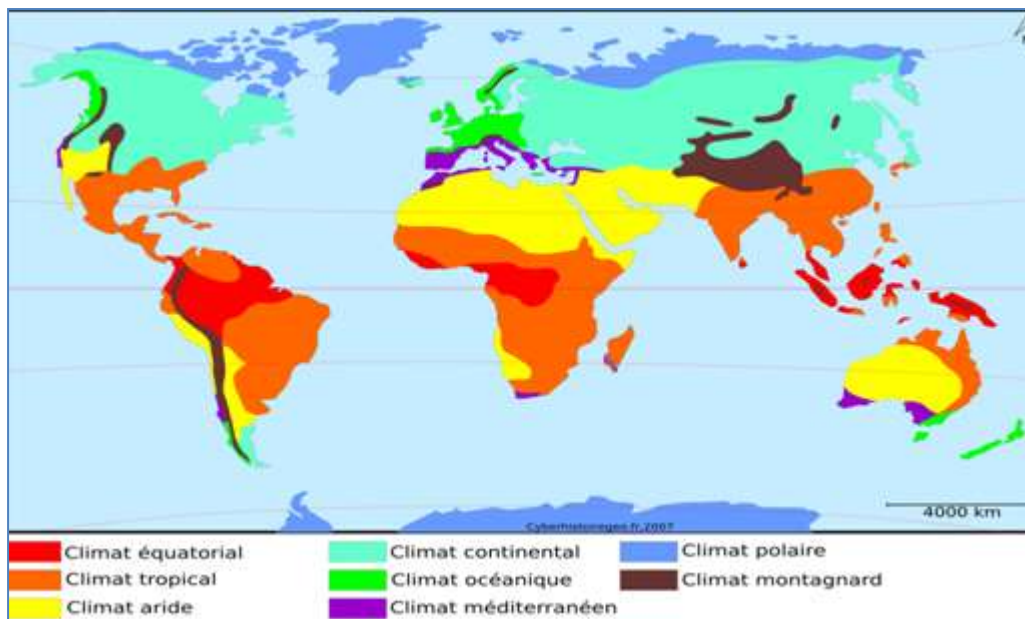 Cyberhistoregeo.fr,2007
4000 km
Climat équatorial
Climat tropical
Climat aride
Climat continental
Climat océanique
Climat méditerranéen
Climat polaire
Climat montagnard